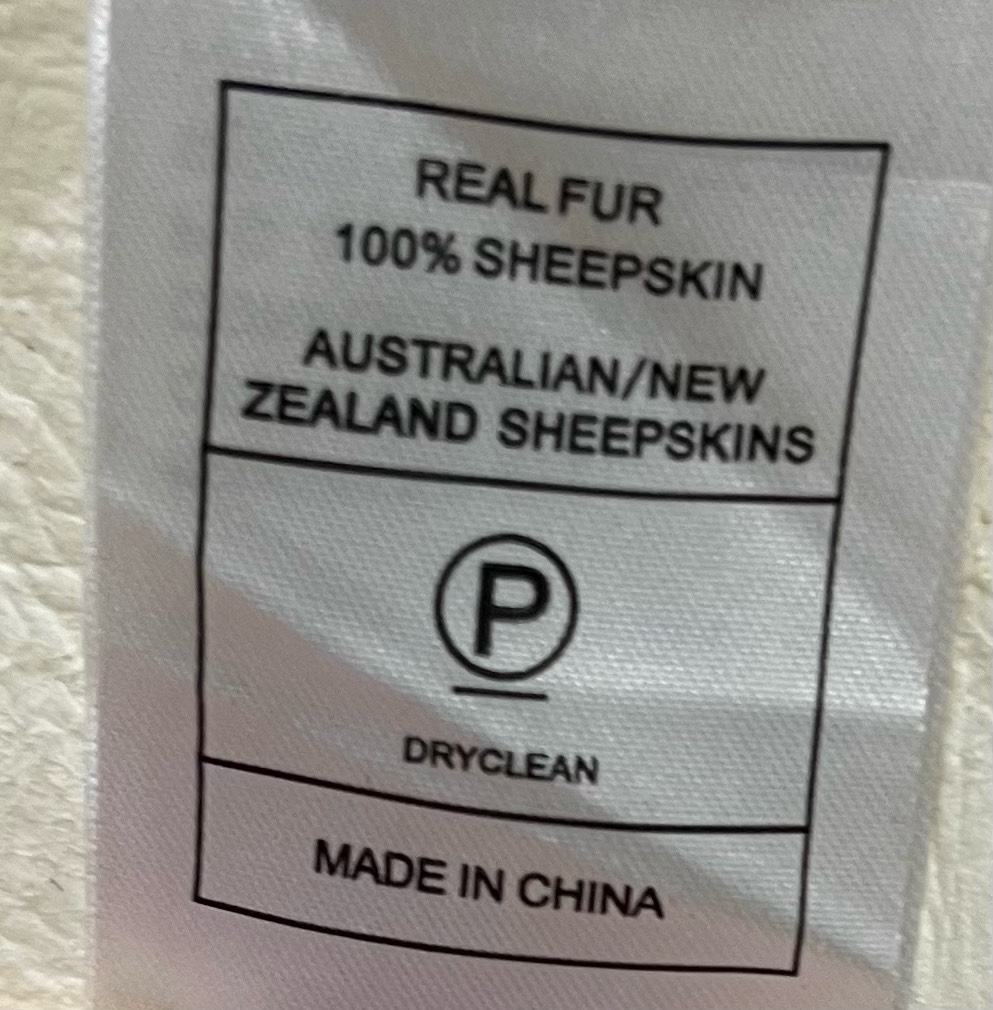 REAL FUR
100% SHEEPSKIN
AUSTRALIAN/NEW
ZEALAND SHEEPSKINS
P
DRYCLEAN
MADE IN CHINA